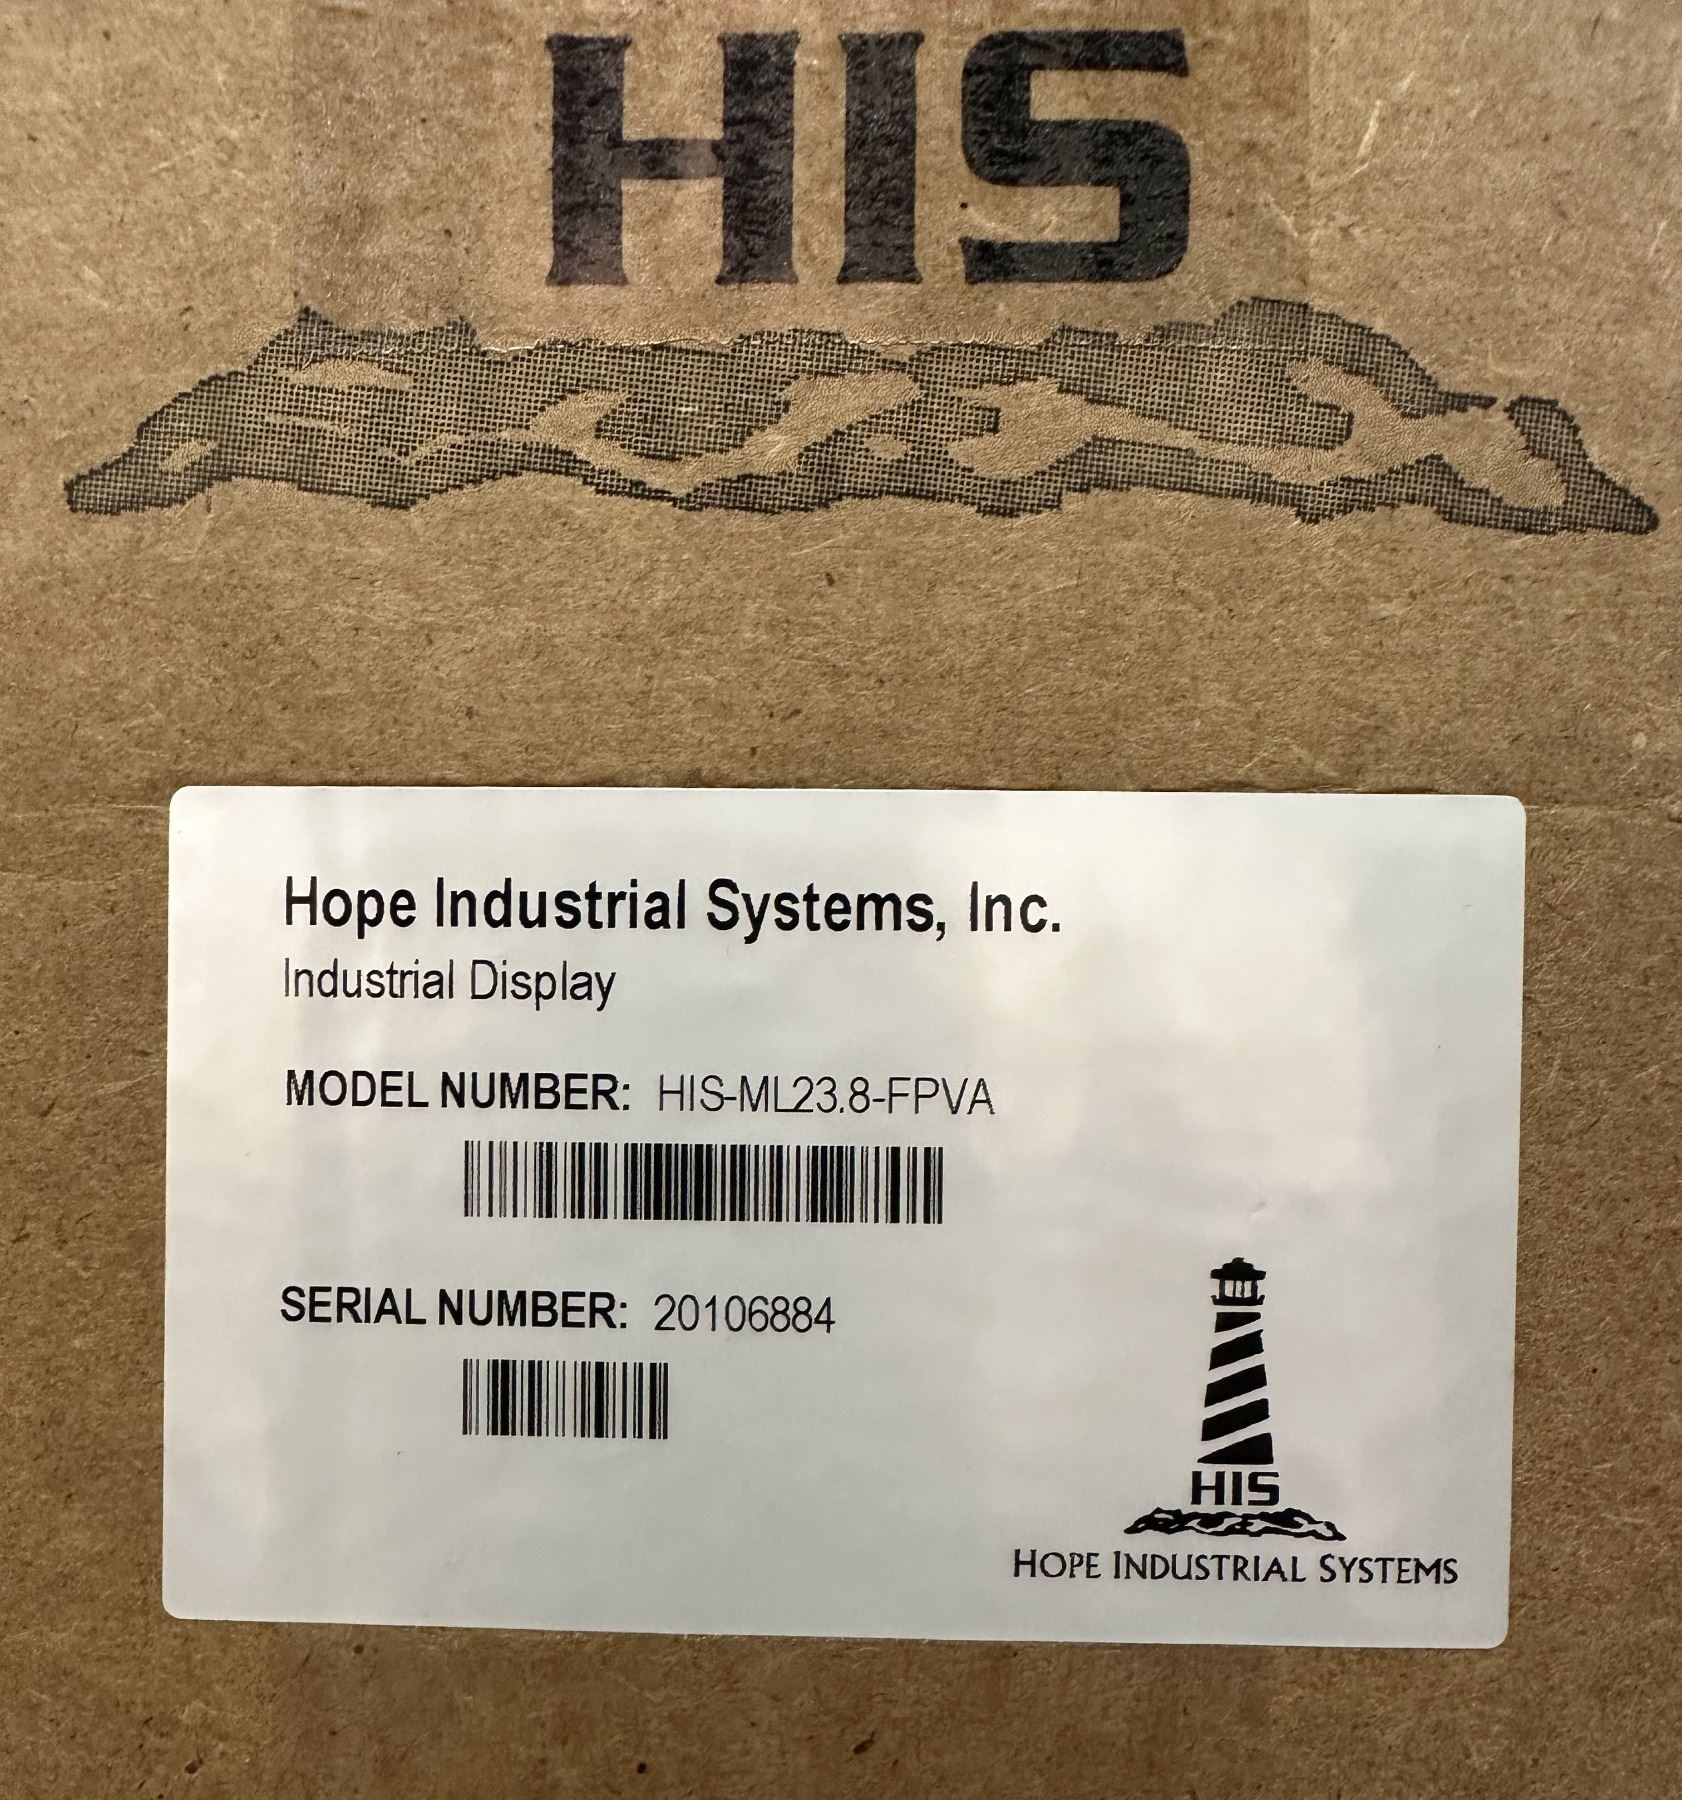 HIS
Hope Industrial Systems, Inc.
Industrial Display
MODEL NUMBER: HIS-ML23.8-FPVA
SERIAL NUMBER: 20106884
HIS
HOPE INDUSTRIAL SYSTEMS